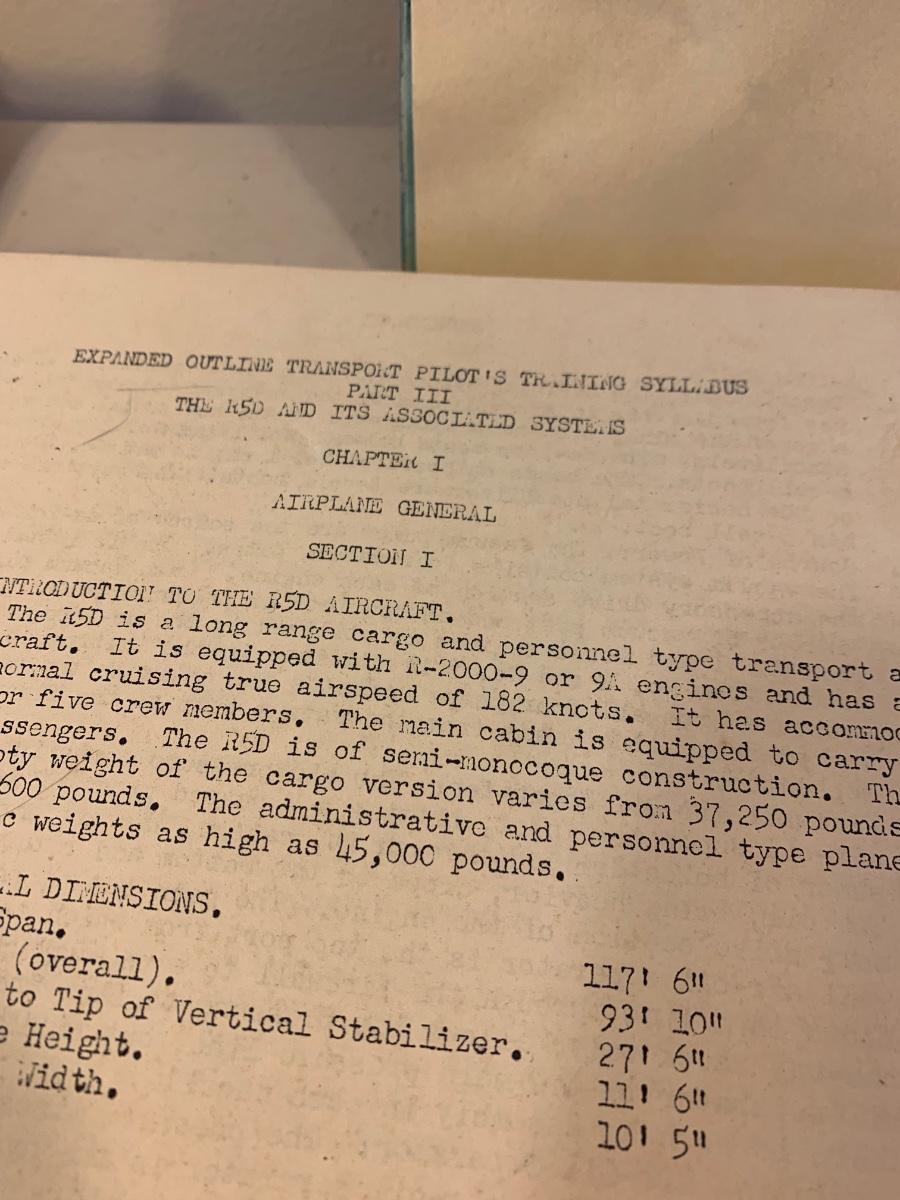 EXPANDED OUTLINE TRANSPORT PILOT'S TRAINING SYLLABUS
PART III
THE R5D AND ITS ASSOCIATED SYSTEMS
CHAPTER I
AIRPLANE GENERAL
SECTION I
NTRODUCTION TO THE R5D AIRCRAFT.
The R5D is a long range cargo and personnel type transport a
craft. It is equipped with R-2000-9 or 9A engines and has a
normal cruising true airspeed of 182 knots. It has accommod
or five crew members. The main cabin is equipped to carry
ssengers. The R5D is of semi-monocoque construction. Th
pty weight of the cargo version varies from 37,250 pounds
600 pounds. The administrative and personnel type plane
c weights as high as 45,000 pounds.
AL DIMENSIONS.
Span. 117' 6"
(overall). 93' 10"
to Tip of Vertical Stabilizer. 27' 6"
e Height. 11' 6"
Width. 10' 5"